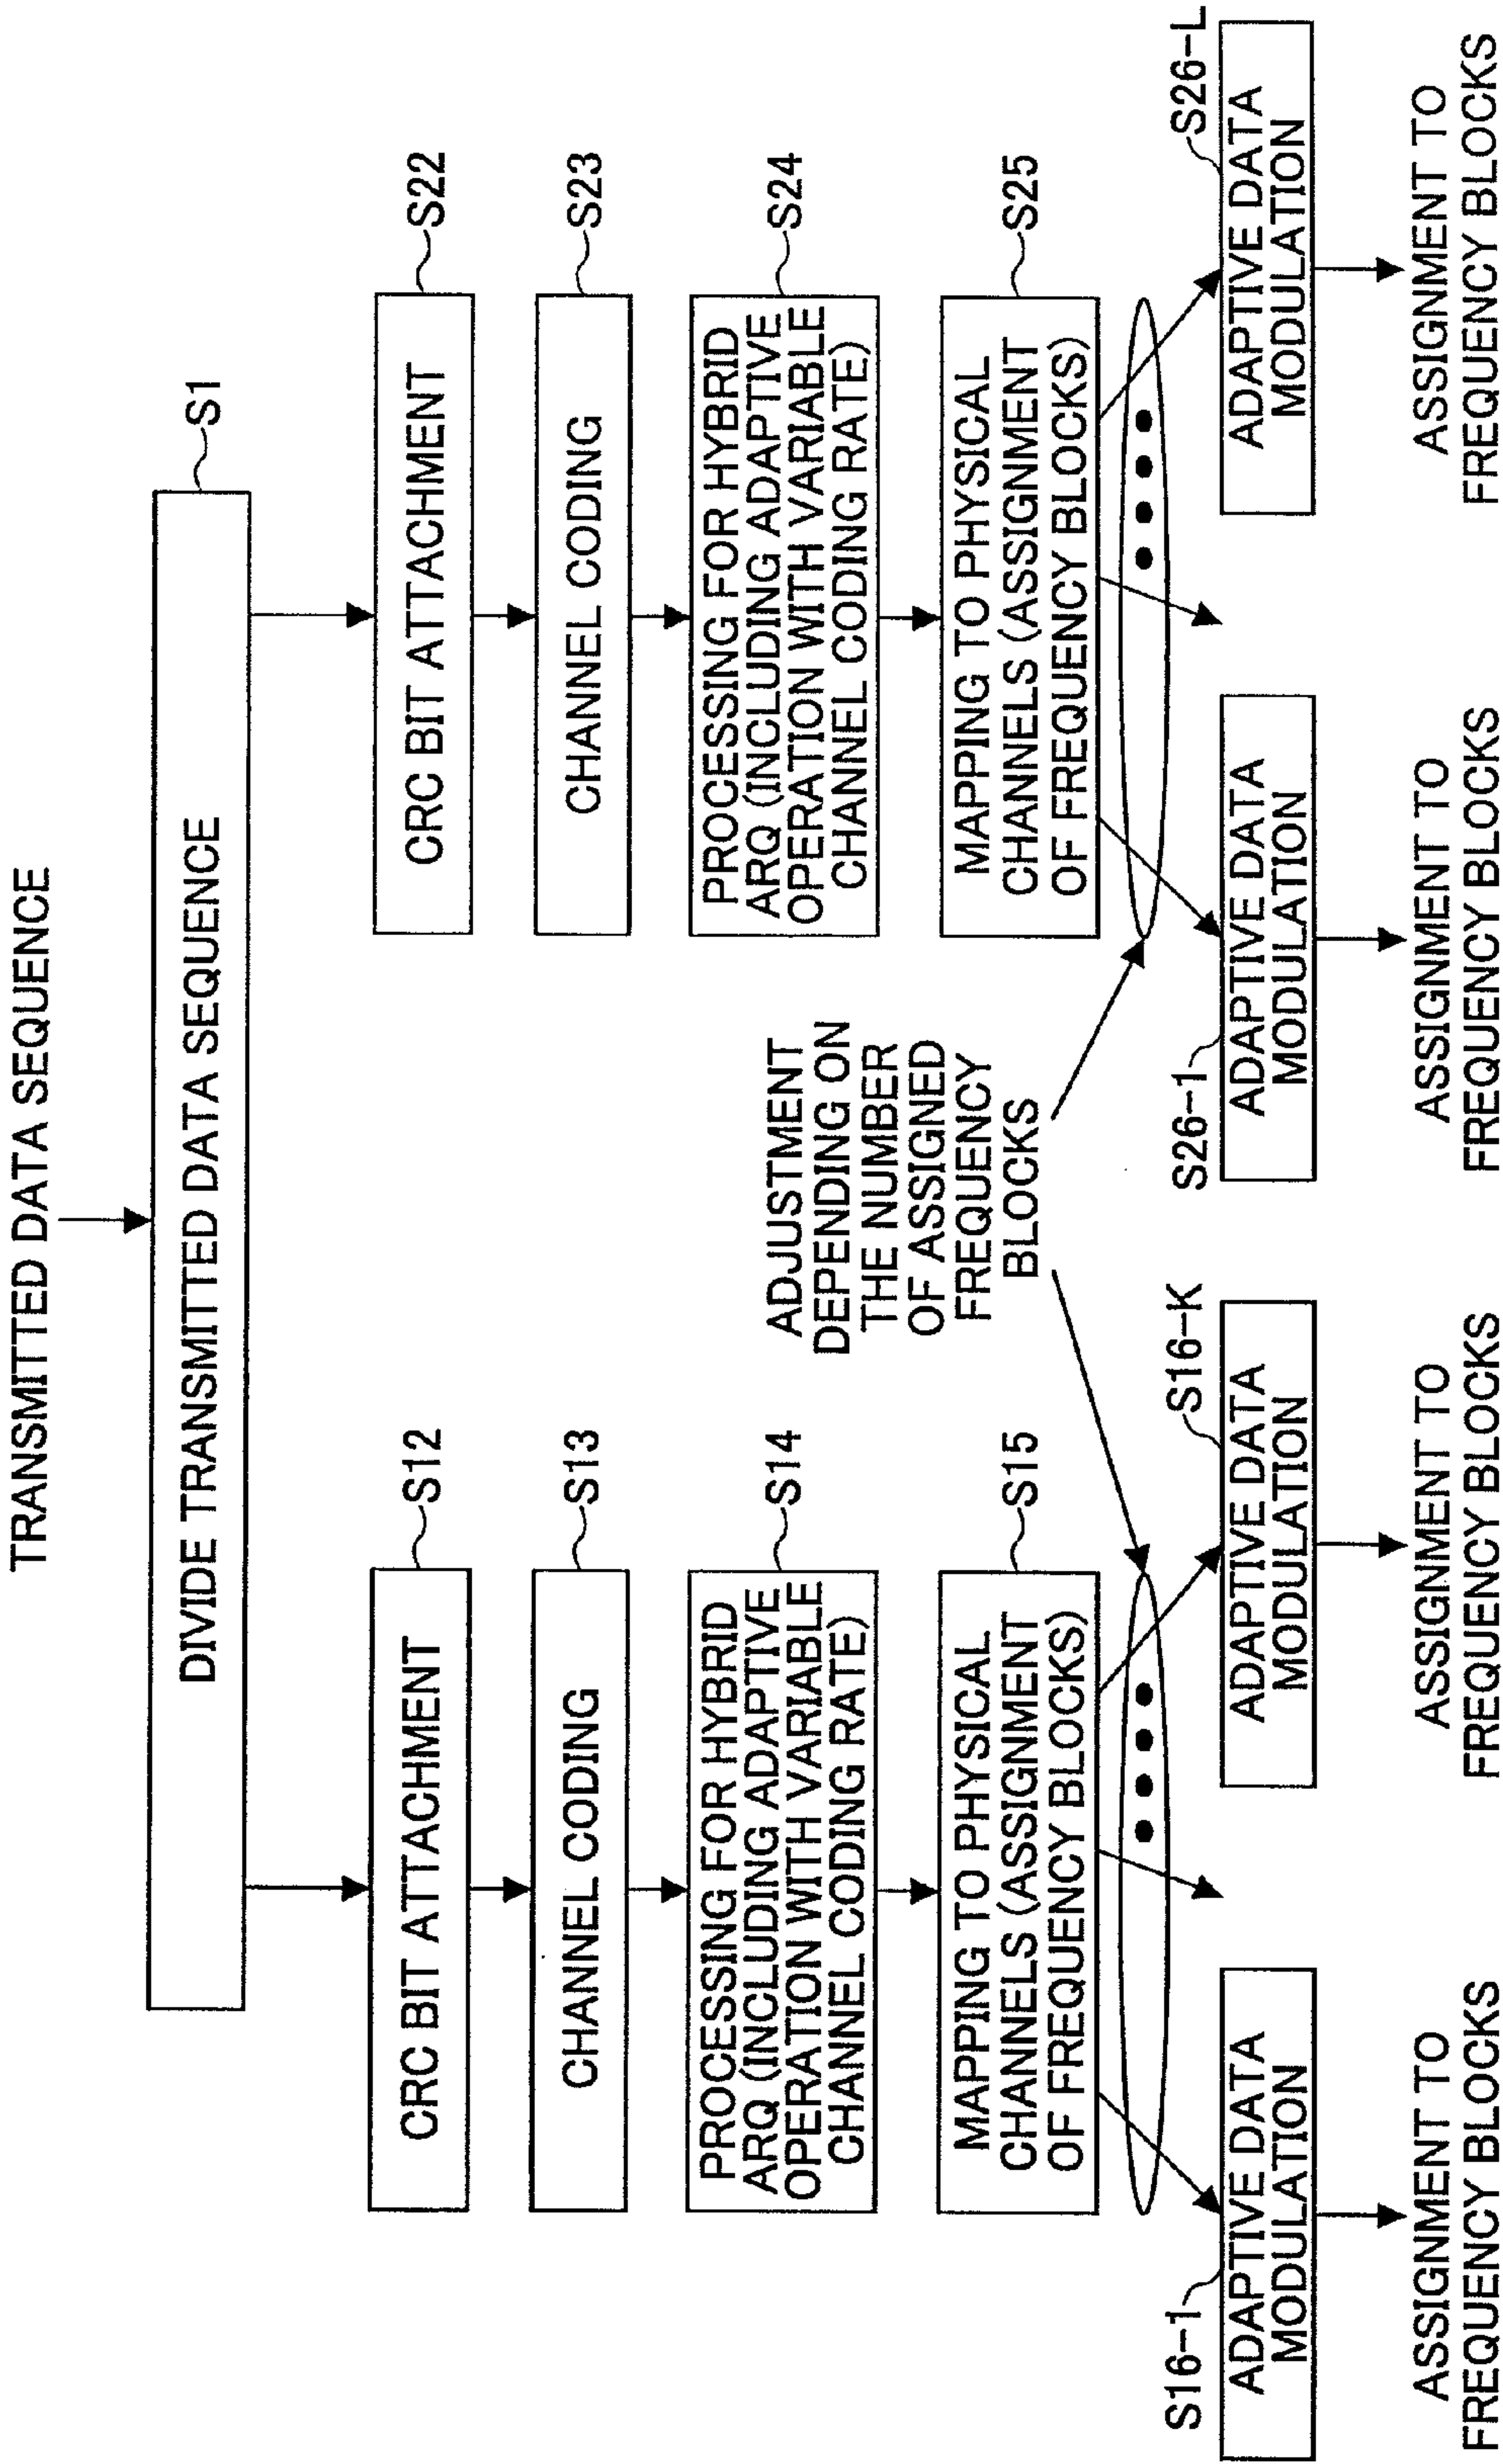 TRANSMITTED DATA SEQUENCE
DIVIDE TRANSMITTED DATA SEQUENCE
S1
CRC BIT ATTACHMENT
S12
CHANNEL CODING
S13
PROCESSING FOR HYBRID
ARQ (INCLUDING ADAPTIVE
OPERATION WITH VARIABLE
CHANNEL CODING RATE)
S14
MAPPING TO PHYSICAL
CHANNELS (ASSIGNMENT
OF FREQUENCY BLOCKS)
S15
CRC BIT ATTACHMENT
S22
CHANNEL CODING
S23
PROCESSING FOR HYBRID
ARQ (INCLUDING ADAPTIVE
OPERATION WITH VARIABLE
CHANNEL CODING RATE)
S24
MAPPING TO PHYSICAL
CHANNELS (ASSIGNMENT
OF FREQUENCY BLOCKS)
S25
ADJUSTMENT
DEPENDING ON
THE NUMBER
OF ASSIGNED
FREQUENCY
BLOCKS
S16-1
ADAPTIVE DATA
MODULATION
ASSIGNMENT TO
FREQUENCY BLOCKS
S16-K
ADAPTIVE DATA
MODULATION
ASSIGNMENT TO
FREQUENCY BLOCKS
S26-1
ADAPTIVE DATA
MODULATION
ASSIGNMENT TO
FREQUENCY BLOCKS
S26-L
ADAPTIVE DATA
MODULATION
ASSIGNMENT TO
FREQUENCY BLOCKS